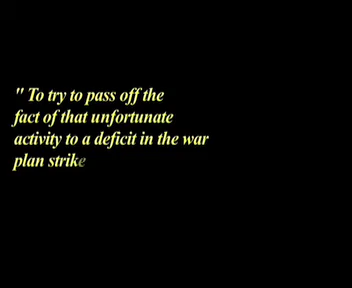 " To try to pass off the
fact of that unfortunate
activity to a deficit in the war
plan strike